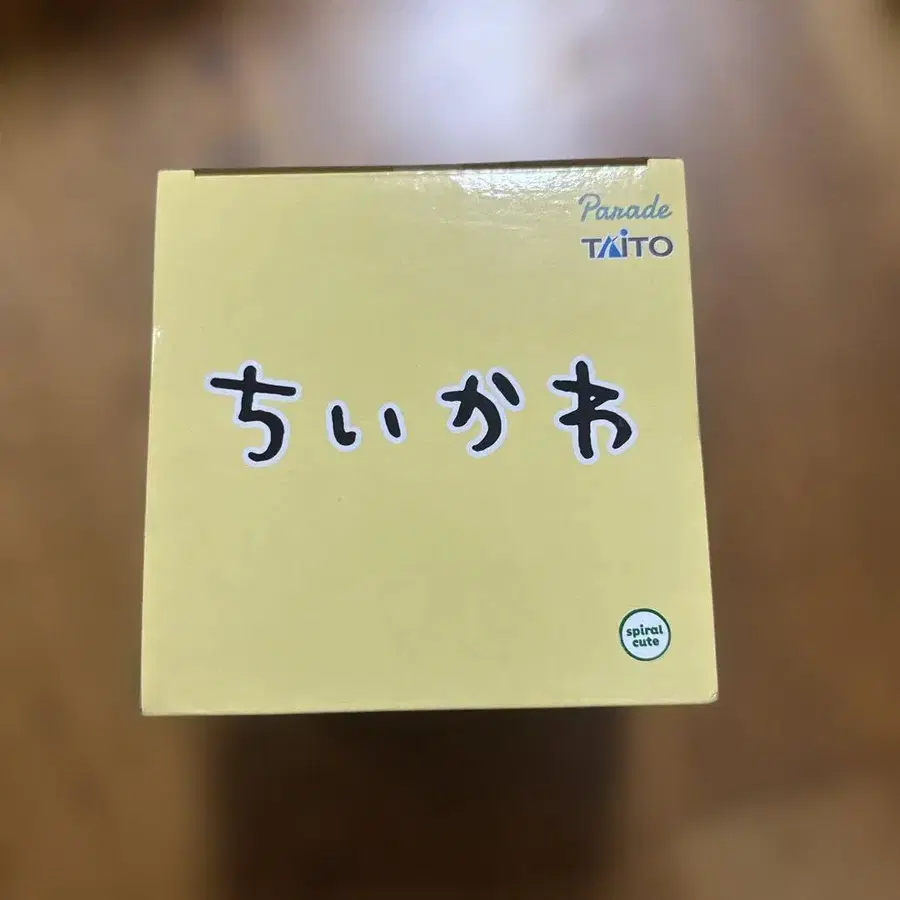 Parade
TAITO
ちいかわ
spiral
cute